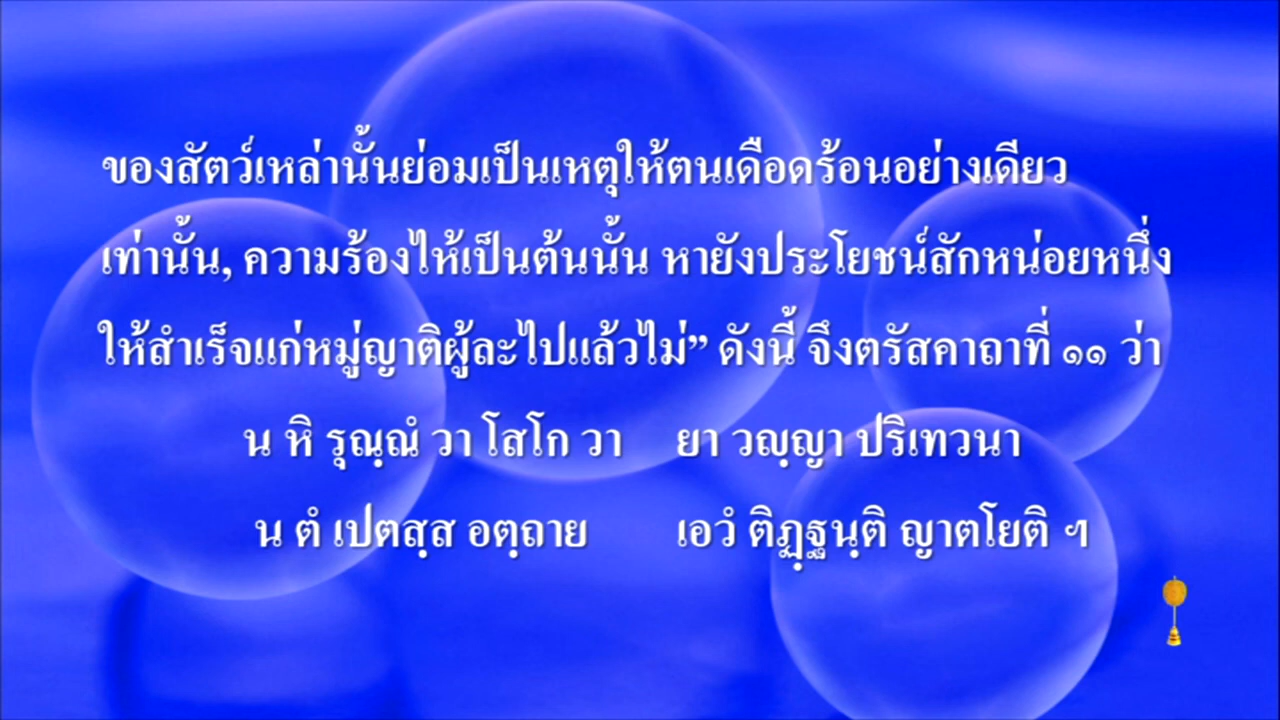 ของสัตว์เหล่านั้นย่อมเป็นเหตุให้ตนเดือดร้อนอย่างเดียว
เท่านั้น, ความร้องไห้เป็นต้นนั้น หายังประโยชน์สักหน่อยหนึ่ง
ให้สำเร็จแก่หมู่ญาติผู้ละไปแล้วไม่” ดังนี้ จึงตรัสคาถาที่ ๑๑ ว่า
น หิ รุณฺณํ วา โสโก วา ยา วญฺญา ปริเทวนา
น ตํ เปตสฺส อตฺถาย เอวํ ติฏฺฐนฺติ ญาตโยติ ฯ